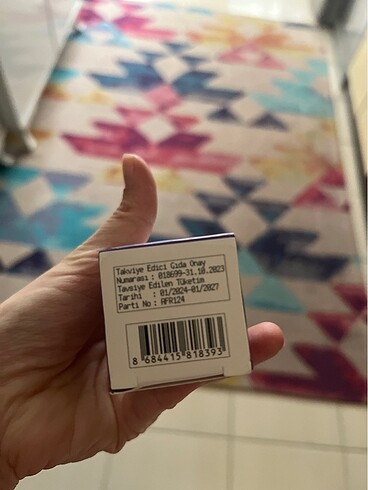 Takviye Edici Gıda Onay
Numarası : 018699-31.10.2023
Tavsiye Edilen Tüketim
Tarihi : 01/2024-01/2027
Parti No : AFR124
8 684415 818393